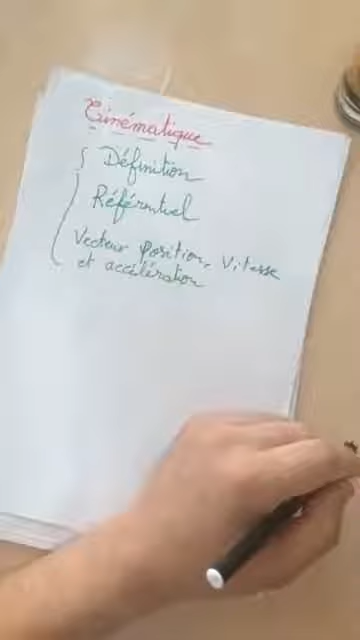 Cinématique
Définition
Référentiel
Vecteur position, Vitesse
et accélération